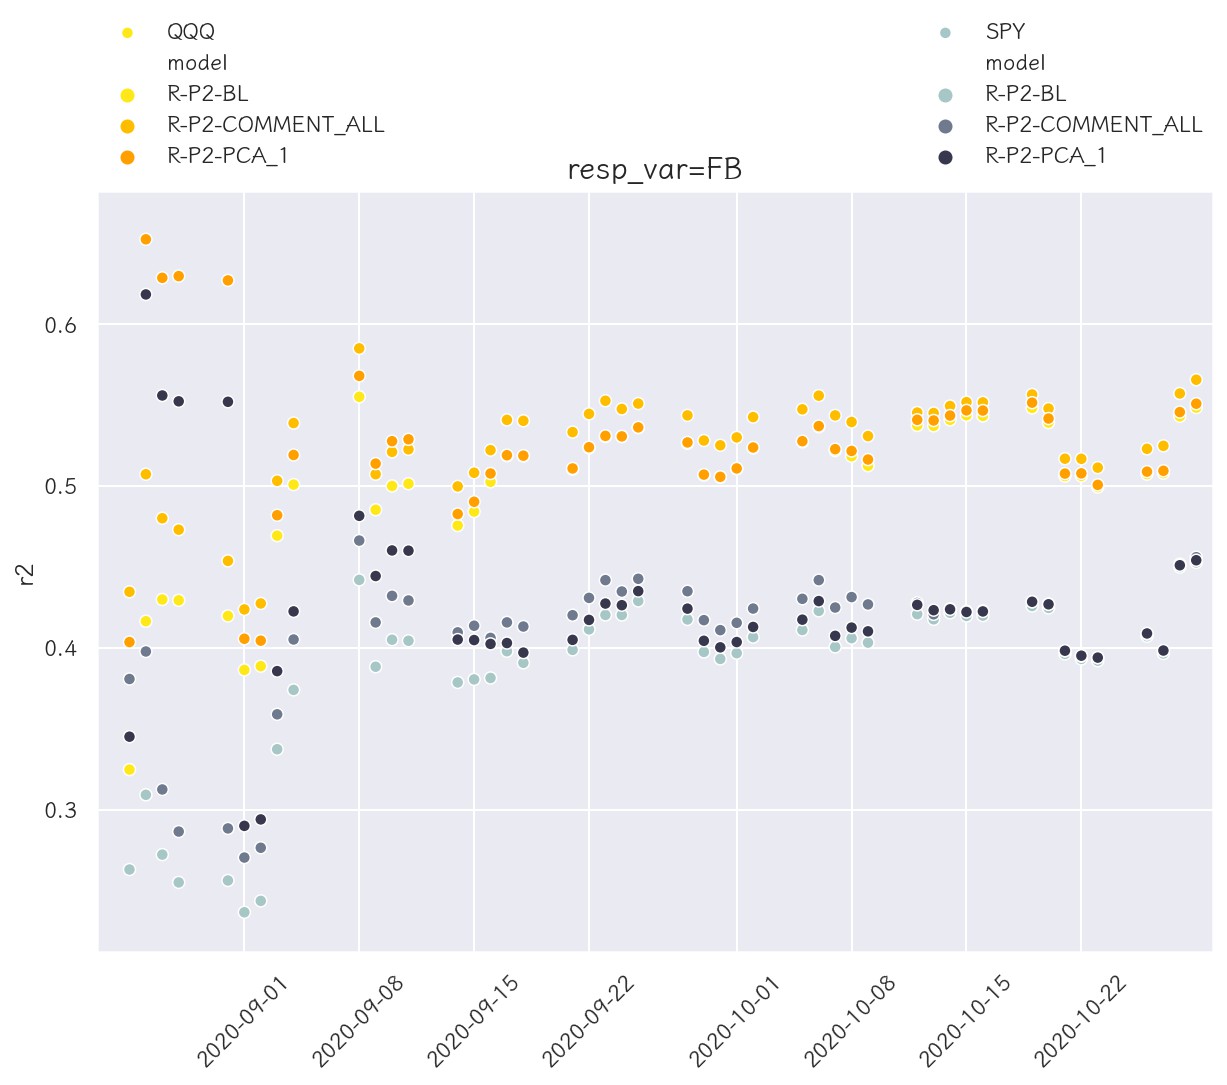 QQQ
model
R-P2-BL
R-P2-COMMENT_ALL
R-P2-PCA_1
SPY
model
R-P2-BL
R-P2-COMMENT_ALL
R-P2-PCA_1
resp_var=FB
r2
0.6
0.5
0.4
0.3
2020-09-01
2020-09-08
2020-09-15
2020-09-22
2020-10-01
2020-10-08
2020-10-15
2020-10-22